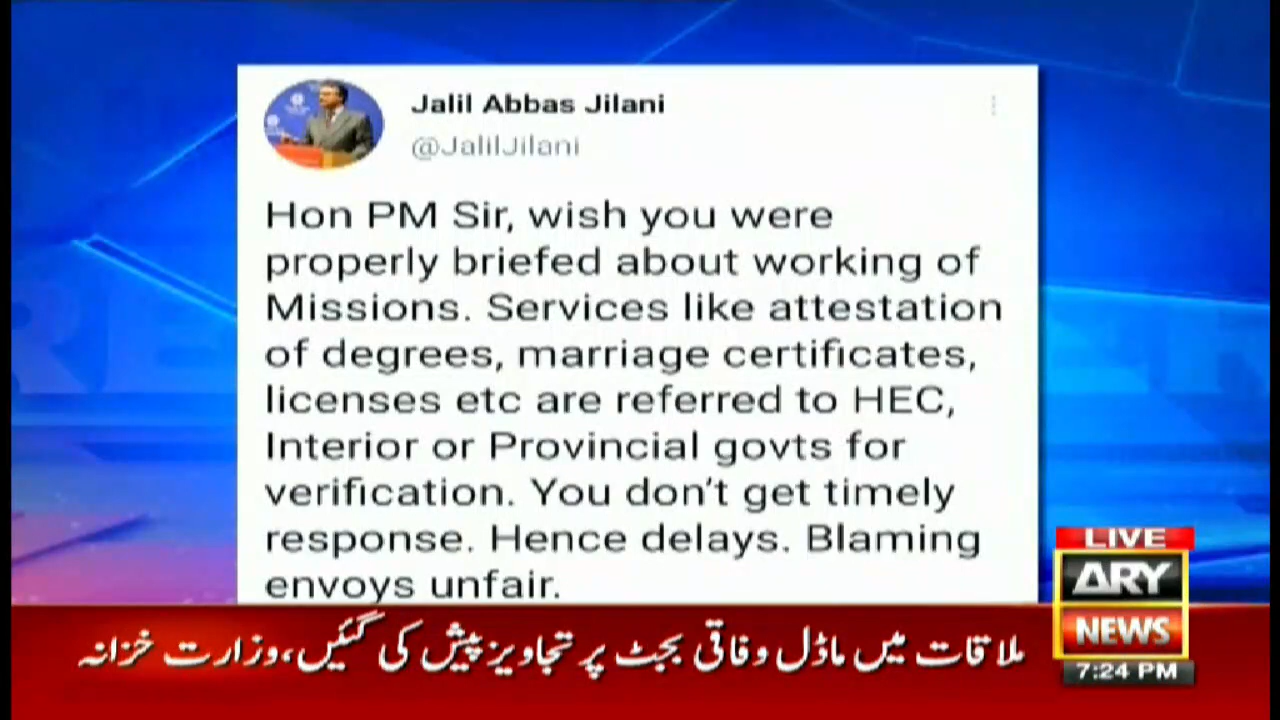 Jalil Abbas Jilani
@JalilJilani
Hon PM Sir, wish you were
properly briefed about working of
Missions. Services like attestation
of degrees, marriage certificates,
licenses etc are referred to HEC,
Interior or Provincial govts for
verification. You don't get timely
response. Hence delays. Blaming
envoys unfair.
LIVE
ARY
NEWS
7:24 PM
ملاقات میں ماڈل وفاقی بجٹ پر تجاویز پیش کی گئیں،وزارت خزانہ